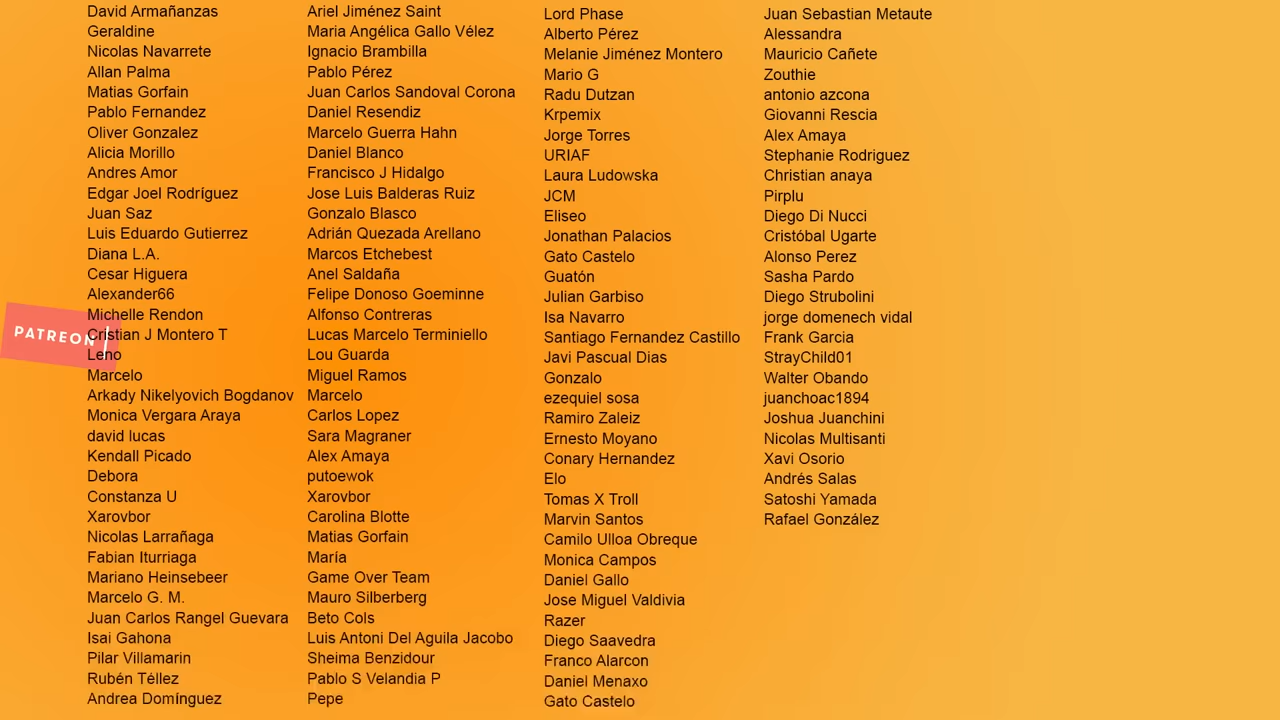 David Armañanzas
Geraldine
Nicolas Navarrete
Allan Palma
Matias Gorfain
Pablo Fernandez
Oliver Gonzalez
Alicia Morillo
Andres Amor
Edgar Joel Rodríguez
Juan Saz
Luis Eduardo Gutierrez
Diana L.A.
Cesar Higuera
Alexander66
Michelle Rendon
Cristian J Montero T
Leno
Marcelo
Arkady Nikelyovich Bogdanov
Monica Vergara Araya
david lucas
Kendall Picado
Debora
Constanza U
Xarovbor
Nicolas Larrañaga
Fabian Iturriaga
Mariano Heinsebeer
Marcelo G. M.
Juan Carlos Rangel Guevara
Isai Gahona
Pilar Villamarin
Rubén Téllez
Andrea Domínguez
PATREON
Ariel Jiménez Saint
Maria Angélica Gallo Vélez
Ignacio Brambilla
Pablo Pérez
Juan Carlos Sandoval Corona
Daniel Resendiz
Marcelo Guerra Hahn
Daniel Blanco
Francisco J Hidalgo
Jose Luis Balderas Ruiz
Gonzalo Blasco
Adrián Quezada Arellano
Marcos Etchebest
Anel Saldaña
Felipe Donoso Goeminne
Alfonso Contreras
Lucas Marcelo Terminiello
Lou Guarda
Miguel Ramos
Marcelo
Carlos Lopez
Sara Magraner
Alex Amaya
putoewok
Xarovbor
Carolina Blotte
Matias Gorfain
María
Game Over Team
Mauro Silberberg
Beto Cols
Luis Antoni Del Aguila Jacobo
Sheima Benzidour
Pablo S Velandia P
Pepe
Lord Phase
Alberto Pérez
Melanie Jiménez Montero
Mario G
Radu Dutzan
Krpemix
Jorge Torres
URIAF
Laura Ludowska
JCM
Eliseo
Jonathan Palacios
Gato Castelo
Guatón
Julian Garbiso
Isa Navarro
Santiago Fernandez Castillo
Javi Pascual Dias
Gonzalo
ezequiel sosa
Ramiro Zaleiz
Ernesto Moyano
Conary Hernandez
Elo
Tomas X Troll
Marvin Santos
Camilo Ulloa Obreque
Monica Campos
Daniel Gallo
Jose Miguel Valdivia
Razer
Diego Saavedra
Franco Alarcon
Daniel Menaxo
Gato Castelo
Juan Sebastian Metaute
Alessandra
Mauricio Cañete
Zouthie
antonio azcona
Giovanni Rescia
Alex Amaya
Stephanie Rodriguez
Christian anaya
Pirplu
Diego Di Nucci
Cristóbal Ugarte
Alonso Perez
Sasha Pardo
Diego Strubolini
jorge domenech vidal
Frank Garcia
StrayChild01
Walter Obando
juanchoac1894
Joshua Juanchini
Nicolas Multisanti
Xavi Osorio
Andrés Salas
Satoshi Yamada
Rafael González